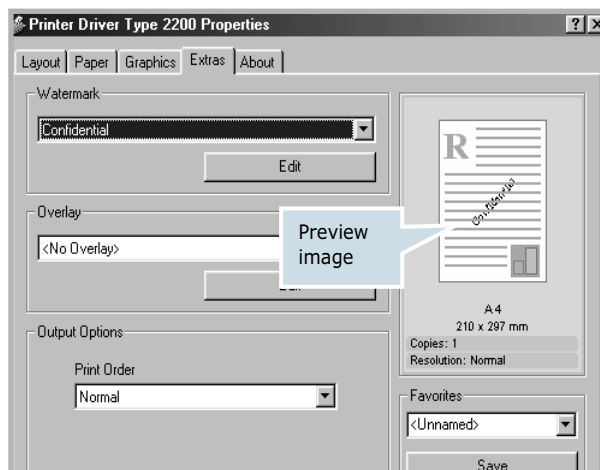 Printer Driver Type 2200 Properties
Layout Paper Graphics Extras About
Watermark
Confidential
Edit
Overlay
<No Overlay>
Preview
image
Output Options
Print Order
Normal
R
Confidential
A4
210 x 297 mm
Copies: 1
Resolution: Normal
Favorites
<Unnamed>
Save